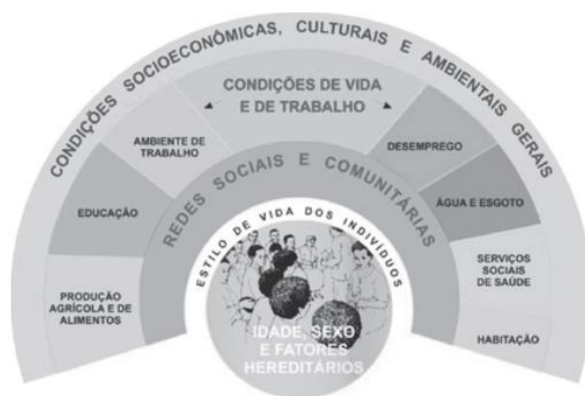 CONDIÇÕES SOCIOECONÔMICAS, CULTURAIS E AMBIENTAIS GERAIS
CONDIÇÕES DE VIDA
E DE TRABALHO
AMBIENTE DE
TRABALHO
DESEMPREGO
EDUCAÇÃO
ÁGUA E ESGOTO
PRODUÇÃO
AGRÍCOLA E DE
ALIMENTOS
SERVIÇOS
SOCIAIS
DE SAÚDE
HABITAÇÃO
REDES SOCIAIS E COMUNITÁRIAS
ESTILO DE VIDA DOS INDIVÍDUOS
IDADE, SEXO
E FATORES
HEREDITÁRIOS